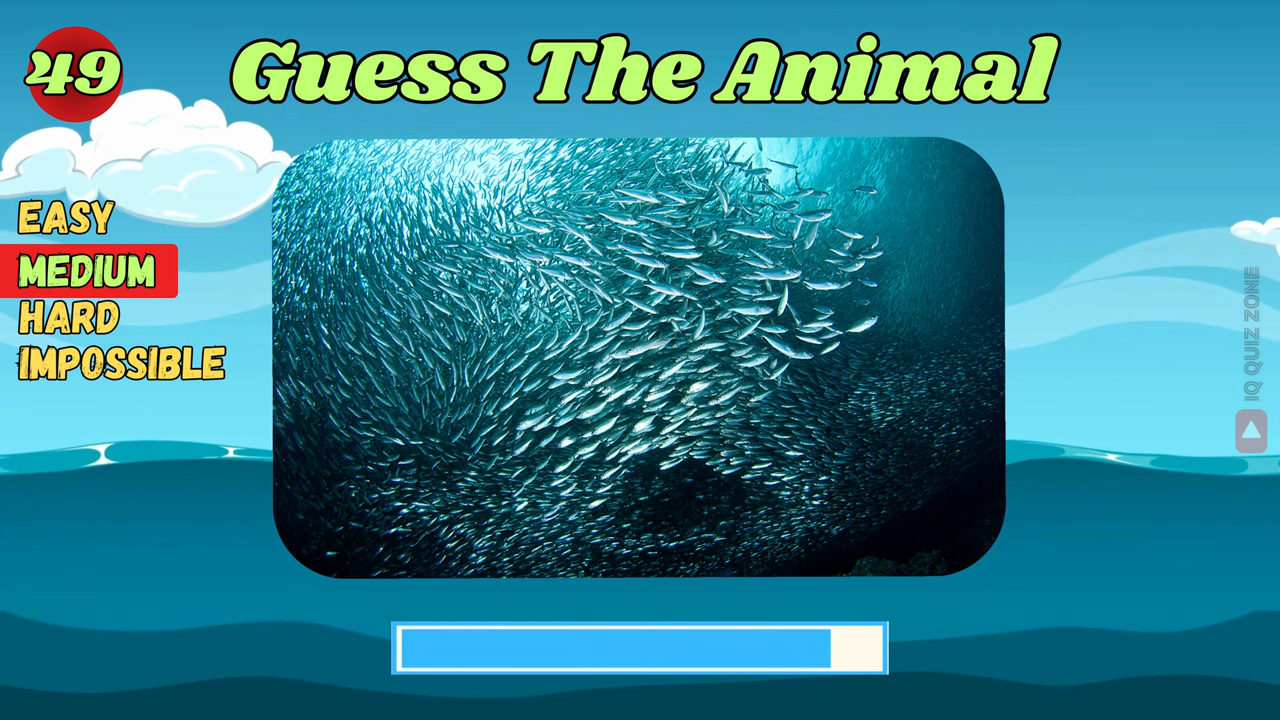 49
Guess The Animal
EASY
MEDIUM
HARD
IMPOSSIBLE
IQ QUIZ ZONE